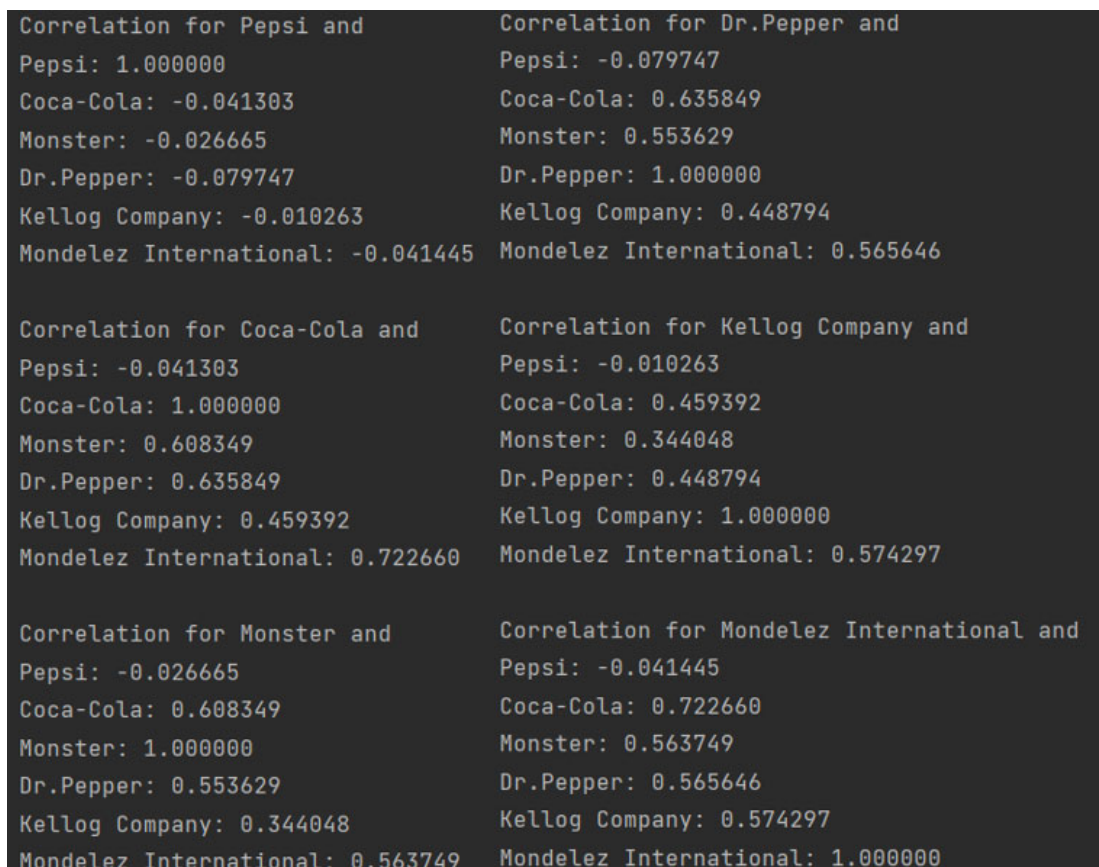 Correlation for Pepsi and
Pepsi: 1.000000
Coca-Cola: -0.041303
Monster: -0.026665
Dr.Pepper: -0.079747
Kellog Company: -0.010263
Mondelez International: -0.041445
Correlation for Coca-Cola and
Pepsi: -0.041303
Coca-Cola: 1.000000
Monster: 0.608349
Dr.Pepper: 0.635849
Kellog Company: 0.459392
Mondelez International: 0.722660
Correlation for Monster and
Pepsi: -0.026665
Coca-Cola: 0.608349
Monster: 1.000000
Dr.Pepper: 0.553629
Kellog Company: 0.344048
Mondelez International: 0.563749
Correlation for Dr.Pepper and
Pepsi: -0.079747
Coca-Cola: 0.635849
Monster: 0.553629
Dr.Pepper: 1.000000
Kellog Company: 0.448794
Mondelez International: 0.565646
Correlation for Kellog Company and
Pepsi: -0.010263
Coca-Cola: 0.459392
Monster: 0.344048
Dr.Pepper: 0.448794
Kellog Company: 1.000000
Mondelez International: 0.574297
Correlation for Mondelez International and
Pepsi: -0.041445
Coca-Cola: 0.722660
Monster: 0.563749
Dr.Pepper: 0.565646
Kellog Company: 0.574297
Mondelez International: 1.000000